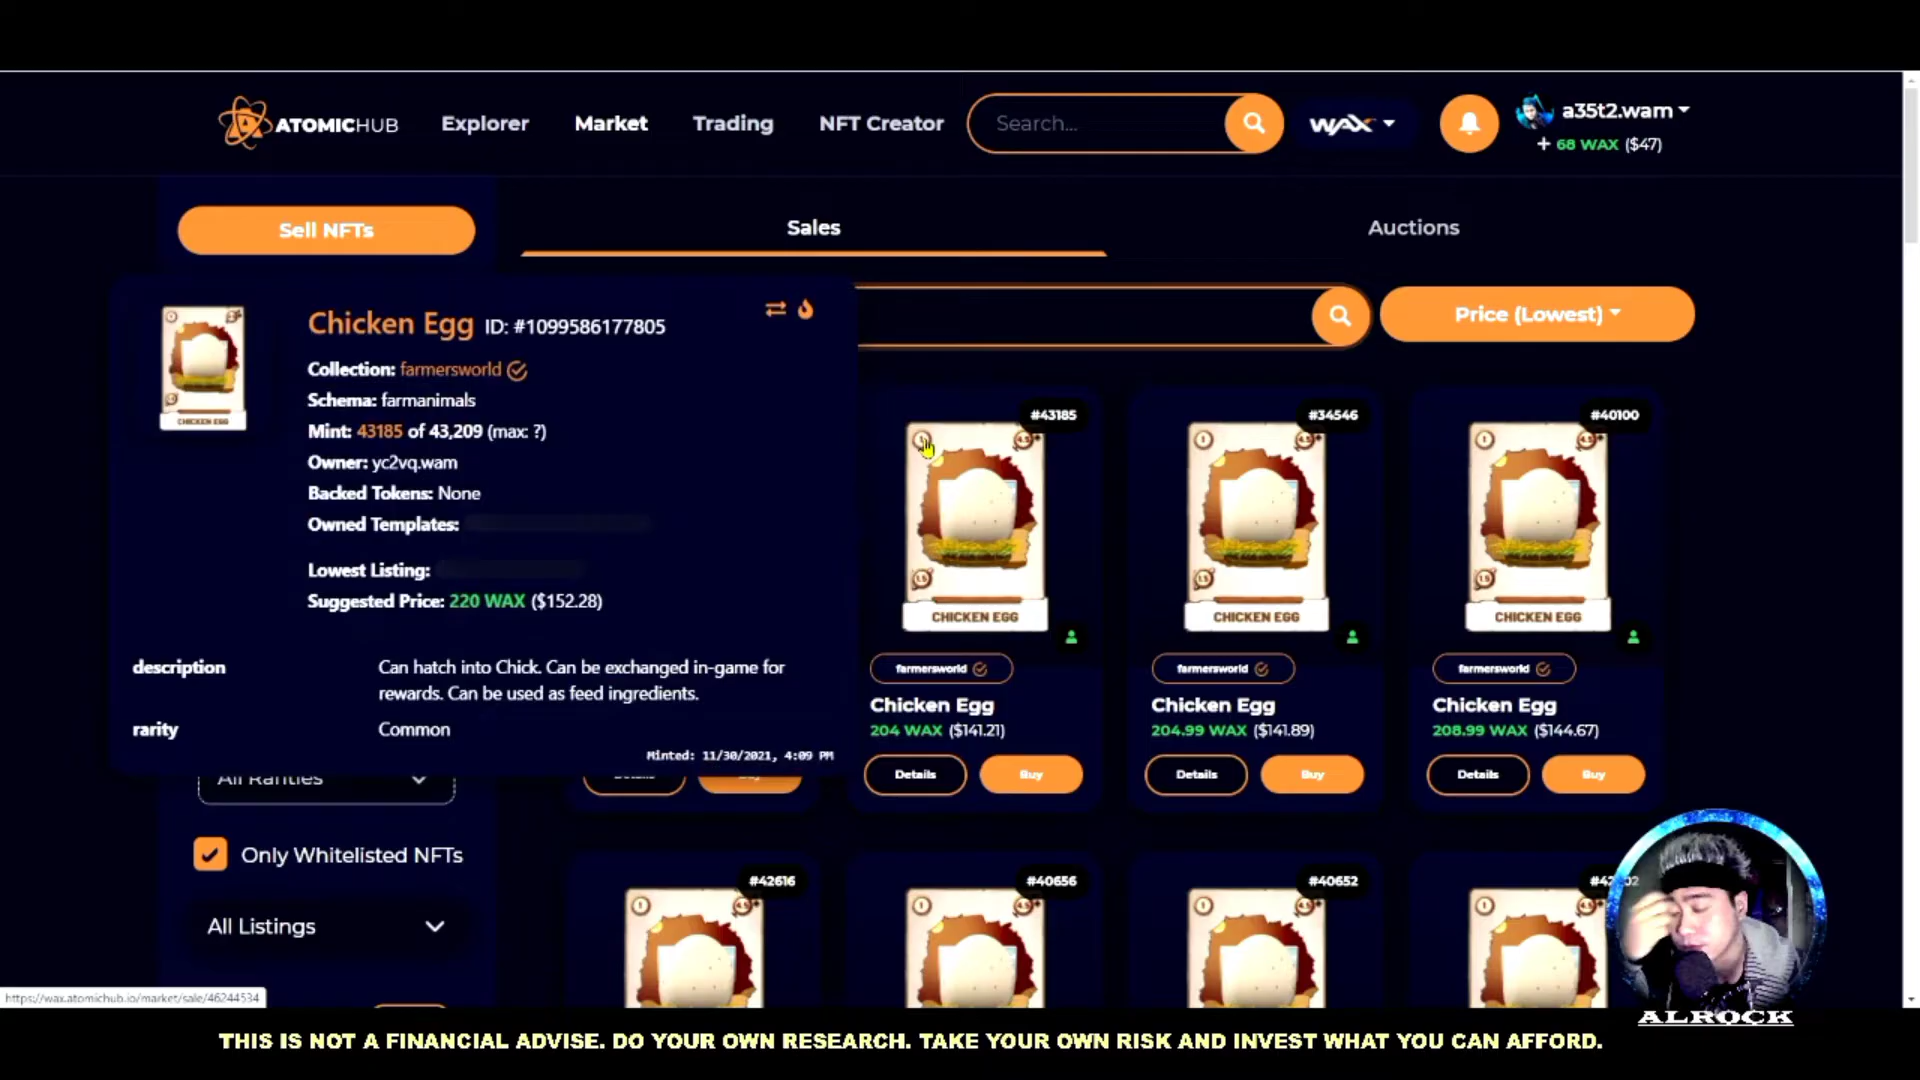 ATOMICHUB
Explorer
Market
Trading
NFT Creator
Search...
WAX
a35t2.wam
+ 68 WAX ($47)
Sell NFTs
Sales
Auctions
Chicken Egg ID: #1099586177805
Collection: farmersworld
Schema: farmanimals
Mint: 43185 of 43,209 (max: ?)
Owner: yc2vq.wam
Backed Tokens: None
Owned Templates:
Lowest Listing:
Suggested Price: 220 WAX ($152.28)
description
Can hatch into Chick. Can be exchanged in-game for
rewards. Can be used as feed ingredients.
rarity
Common
Minted: 11/30/2021, 4:09 PM
CHICKEN EGG
Price (Lowest)
#43185
CHICKEN EGG
farmersworld
Chicken Egg
204 WAX ($141.21)
Details
Buy
#34546
CHICKEN EGG
farmersworld
Chicken Egg
204.99 WAX ($141.89)
Details
Buy
#40100
CHICKEN EGG
farmersworld
Chicken Egg
208.99 WAX ($144.67)
Details
Buy
All Rarities
Only Whitelisted NFTs
All Listings
#42616
#40656
#40652
https://wax.atomichub.io/market/sale/46244534
ALROCK
THIS IS NOT A FINANCIAL ADVISE. DO YOUR OWN RESEARCH. TAKE YOUR OWN RISK AND INVEST WHAT YOU CAN AFFORD.